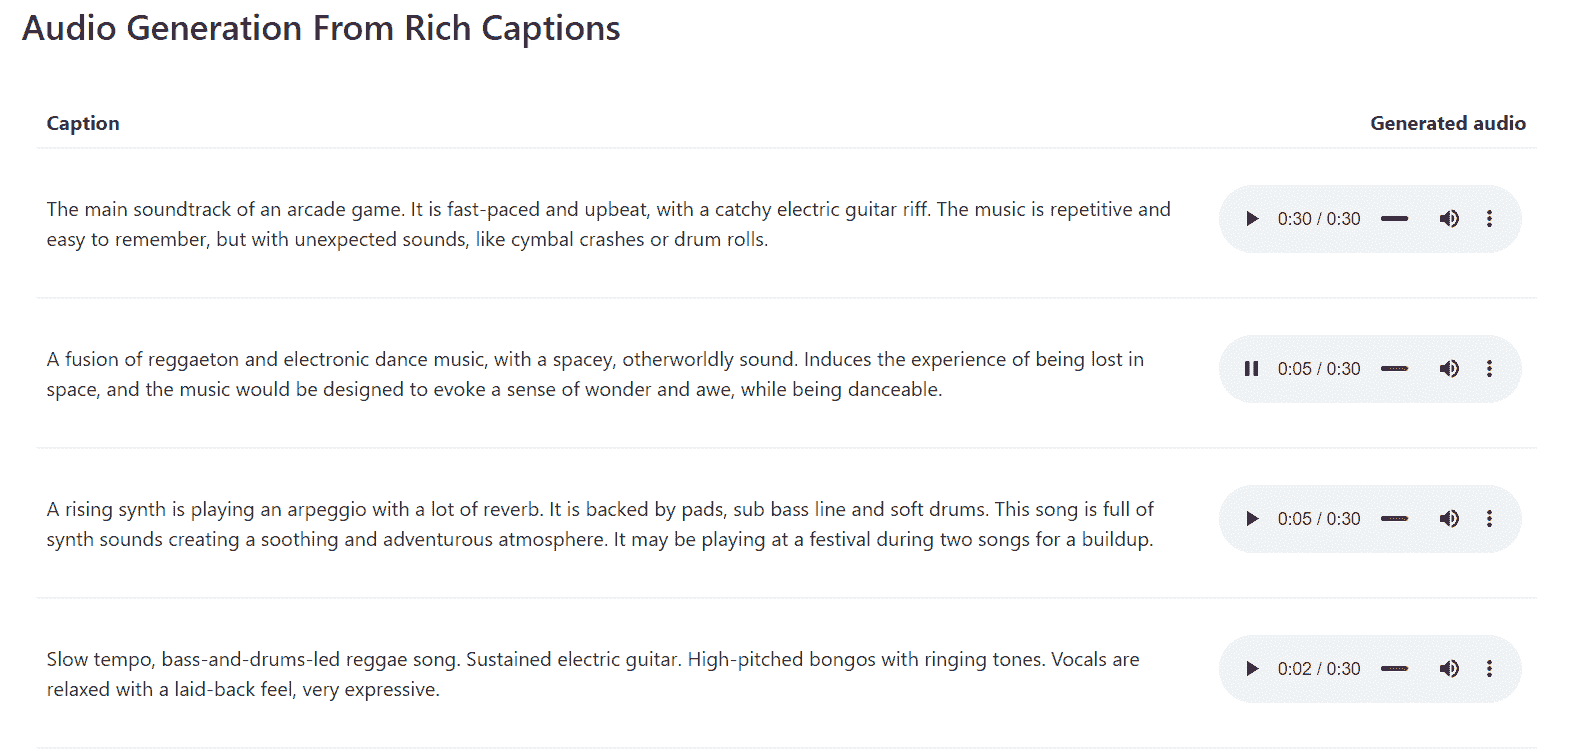 Audio Generation From Rich Captions
Caption Generated audio
The main soundtrack of an arcade game. It is fast-paced and upbeat, with a catchy electric guitar riff. The music is repetitive and
easy to remember, but with unexpected sounds, like cymbal crashes or drum rolls.
0:30 / 0:30
A fusion of reggaeton and electronic dance music, with a spacey, otherworldly sound. Induces the experience of being lost in
space, and the music would be designed to evoke a sense of wonder and awe, while being danceable.
0:05 / 0:30
A rising synth is playing an arpeggio with a lot of reverb. It is backed by pads, sub bass line and soft drums. This song is full of
synth sounds creating a soothing and adventurous atmosphere. It may be playing at a festival during two songs for a buildup.
0:05 / 0:30
Slow tempo, bass-and-drums-led reggae song. Sustained electric guitar. High-pitched bongos with ringing tones. Vocals are
relaxed with a laid-back feel, very expressive.
0:02 / 0:30